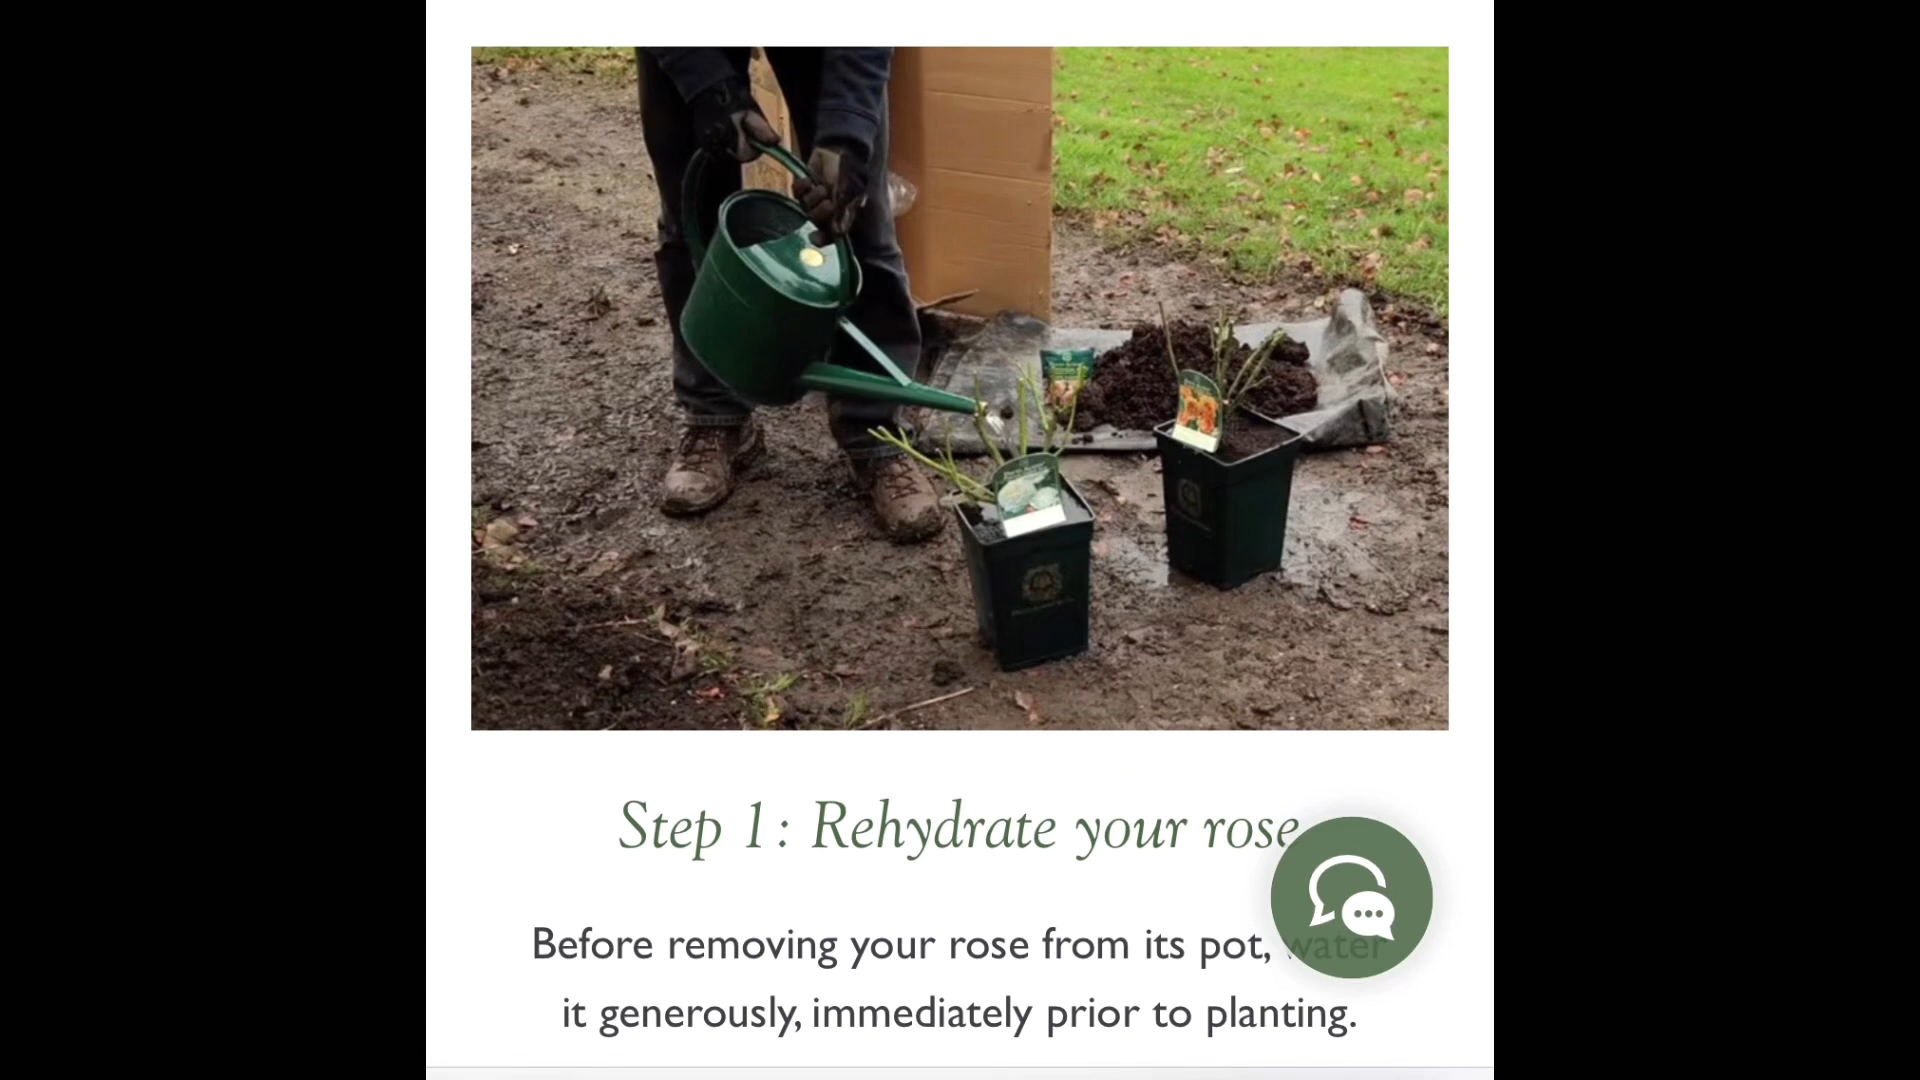 Step 1: Rehydrate your rose
Before removing your rose from its pot, water
it generously, immediately prior to planting.